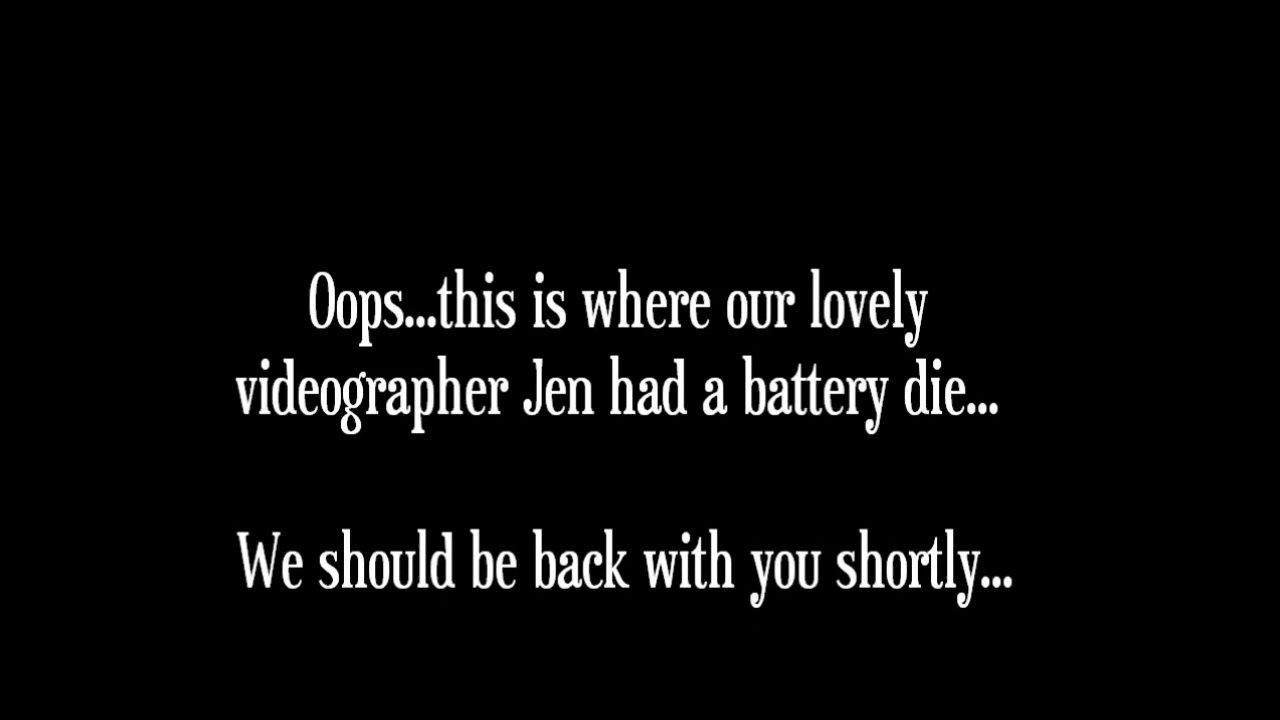 Oops...this is where our lovely
videographer Jen had a battery die...
We should be back with you shortly...